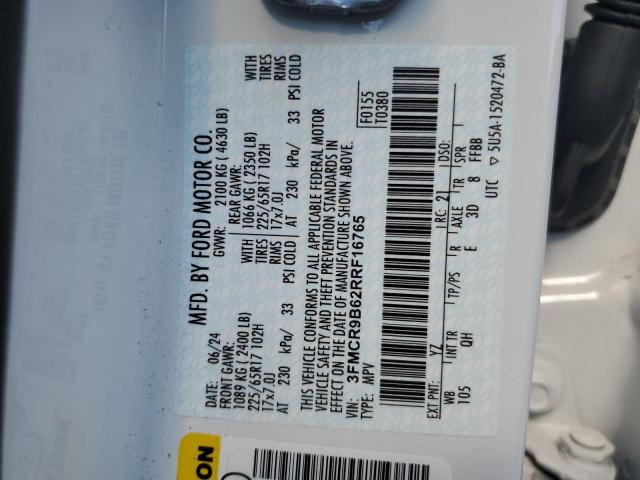 MFD. BY FORD MOTOR CO.
DATE: 06/24 GVWR: 2100 KG (4630 LB)
FRONT GAWR: REAR GAWR:
1089 KG (2400 LB) WITH 1066 KG (2350 LB) WITH
225/65R17 102H TIRES 225/65R17 102H TIRES
17x7.0J RIMS 17x7.0J RIMS
AT 230 kPa/ 33 PSI COLD AT 230 kPa/ 33 PSI COLD
THIS VEHICLE CONFORMS TO ALL APPLICABLE FEDERAL MOTOR
VEHICLE SAFETY AND THEFT PREVENTION STANDARDS IN
EFFECT ON THE DATE OF MANUFACTURE SHOWN ABOVE.
VIN: 3FMCR9B62RRF16765
TYPE: MPV
F0155
T0380
EXT PNT: YZ RC: 21 DSO:
WB INT TR TP/PS R AXLE TR SPR
105 QH E 3D 8 FFBB
UTC ▽ 5U5A-1520472-BA